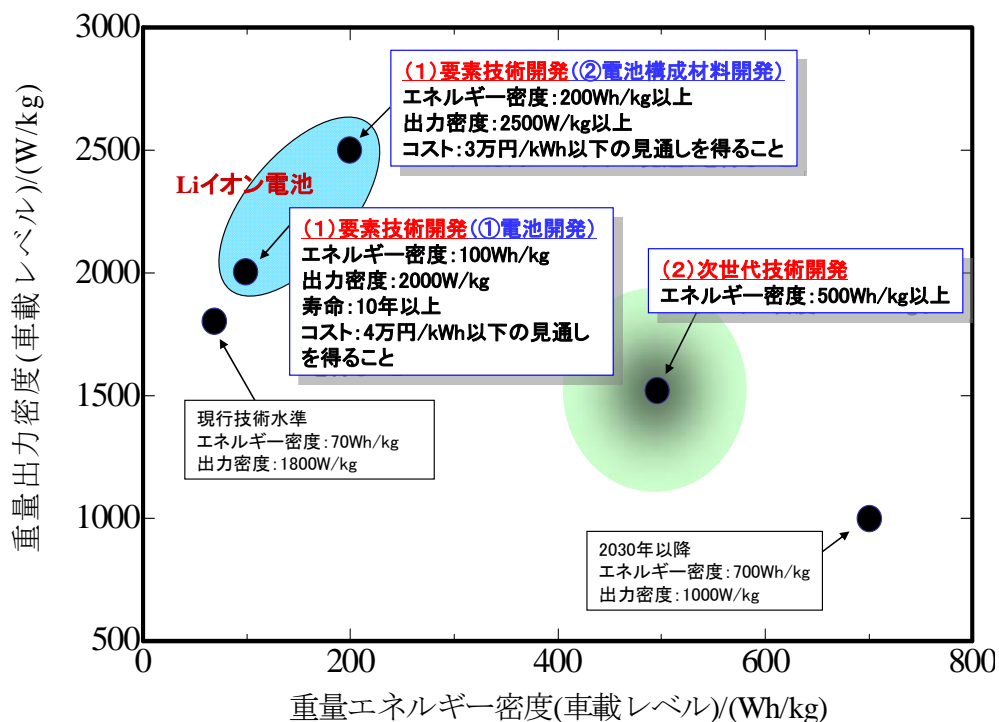 3000
2500
2000
1500
1000
500
0
200
400
600
800
重量出力密度(車載レベル)/(W/kg)
重量エネルギー密度(車載レベル)/(Wh/kg)
(1)要素技術開発(②電池構成材料開発)
エネルギー密度:200Wh/kg以上
出力密度:2500W/kg以上
コスト:3万円/kWh以下の見通しを得ること
Liイオン電池
(1)要素技術開発(①電池開発)
エネルギー密度:100Wh/kg
出力密度:2000W/kg
寿命:10年以上
コスト:4万円/kWh以下の見通し
を得ること
(2)次世代技術開発
エネルギー密度:500Wh/kg以上
現行技術水準
エネルギー密度:70Wh/kg
出力密度:1800W/kg
2030年以降
エネルギー密度:700Wh/kg
出力密度:1000W/kg